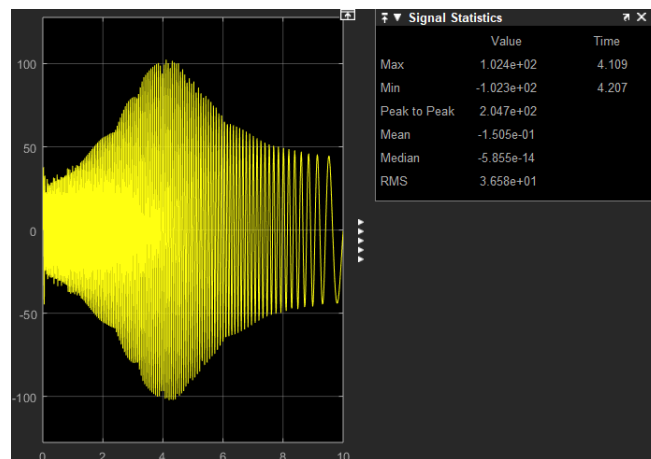 100
50
0
-50
-100
0 2 4 6 8 10
Signal Statistics
Value Time
Max 1.024e+02 4.109
Min -1.023e+02 4.207
Peak to Peak 2.047e+02
Mean -1.505e-01
Median -5.855e-14
RMS 3.658e+01